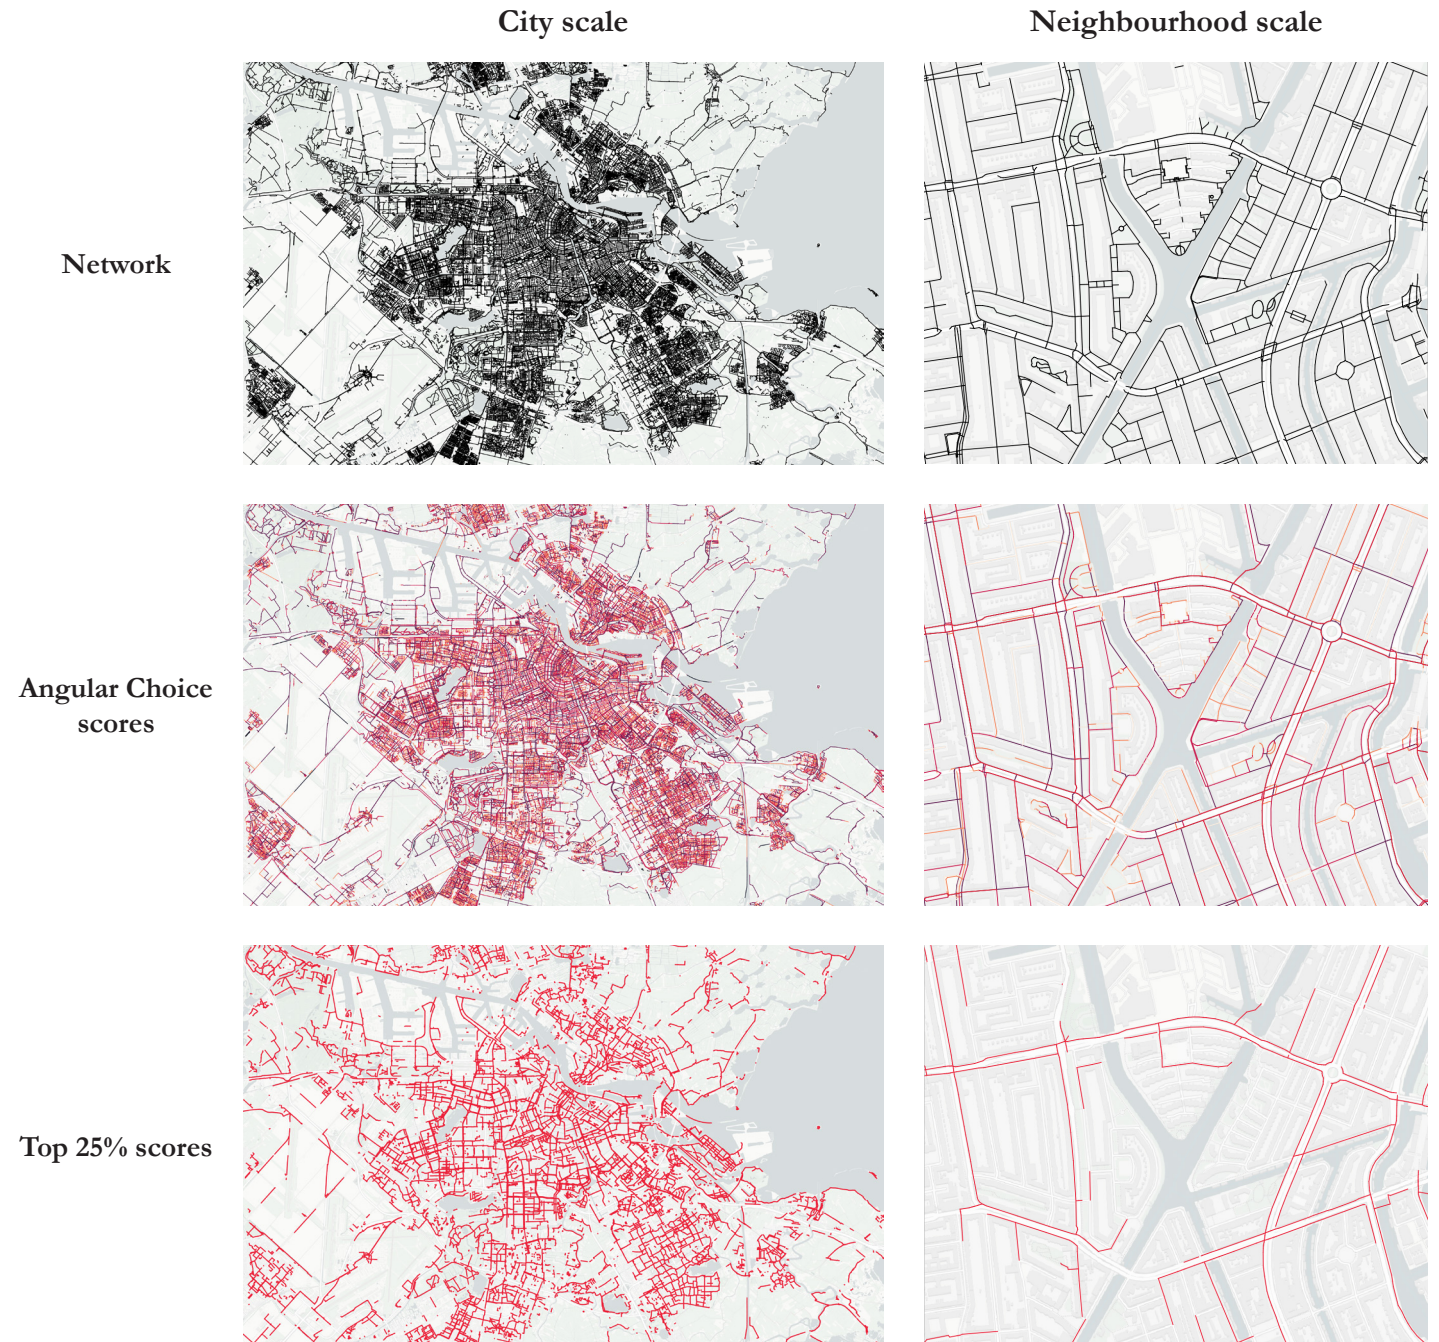 City scale
Neighbourhood scale
Network
Angular Choice
scores
Top 25% scores